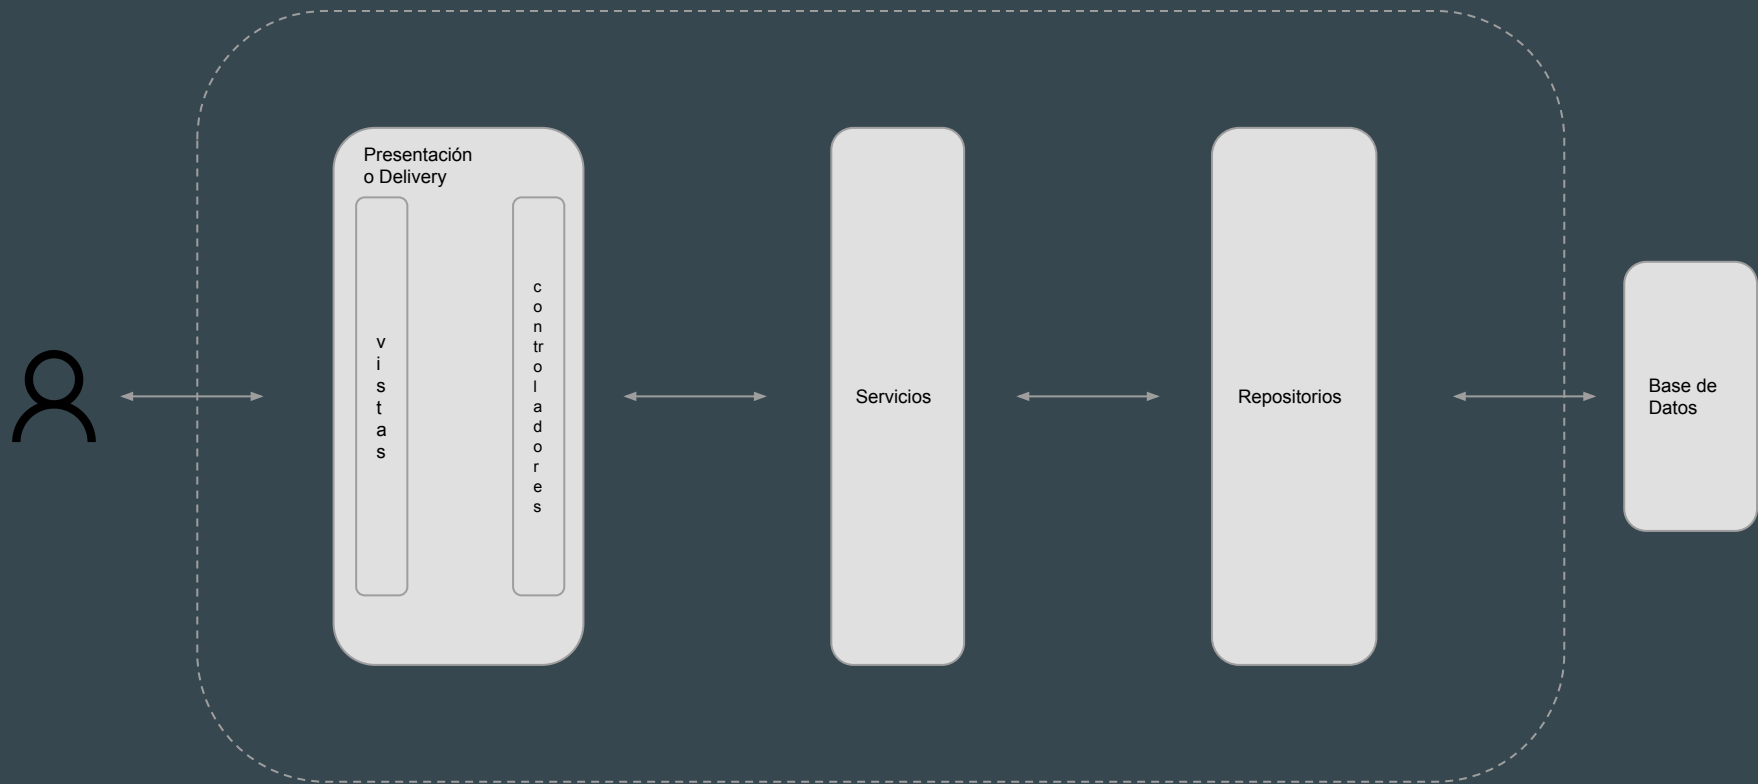 Presentación
o Delivery
vistas
controladores
Servicios
Repositorios
Base de
Datos